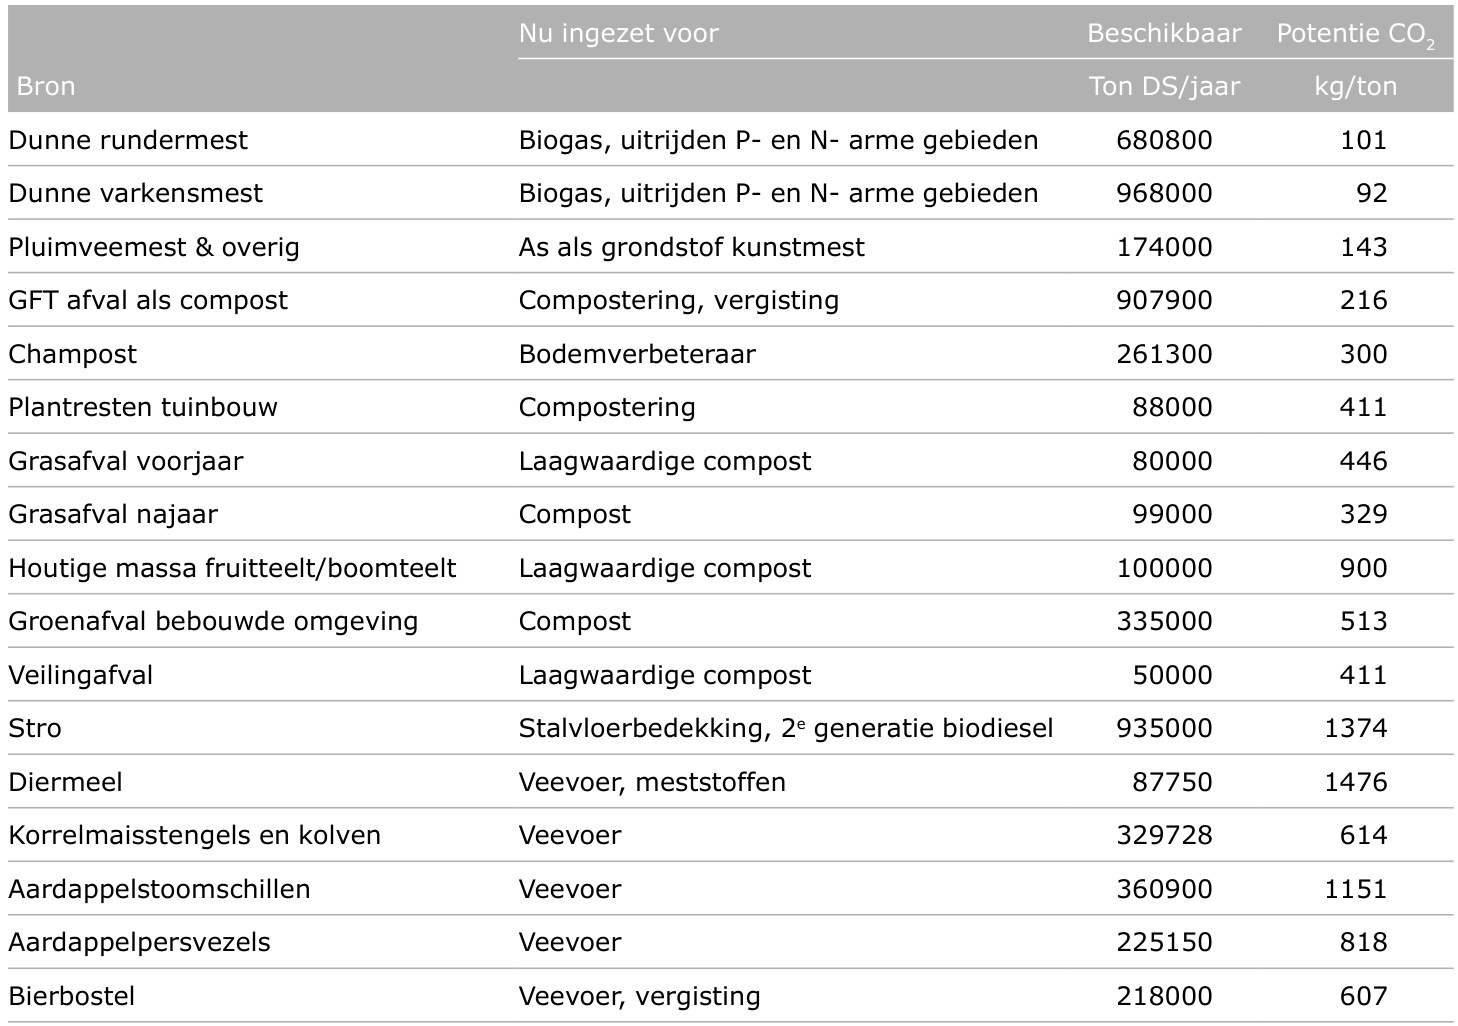 Nu ingezet voor Beschikbaar Potentie CO₂
Bron Ton DS/jaar kg/ton
Dunne rundermest Biogas, uitrijden P- en N- arme gebieden 680800 101
Dunne varkensmest Biogas, uitrijden P- en N- arme gebieden 968000 92
Pluimveemest & overig As als grondstof kunstmest 174000 143
GFT afval als compost Compostering, vergisting 907900 216
Champost Bodemverbeteraar 261300 300
Plantresten tuinbouw Compostering 88000 411
Grasafval voorjaar Laagwaardige compost 80000 446
Grasafval najaar Compost 99000 329
Houtige massa fruitteelt/boomteelt Laagwaardige compost 100000 900
Groenafval bebouwde omgeving Compost 335000 513
Veilingafval Laagwaardige compost 50000 411
Stro Stalvloerbedekking, 2ᵉ generatie biodiesel 935000 1374
Diermeel Veevoer, meststoffen 87750 1476
Korrelmaisstengels en kolven Veevoer 329728 614
Aardappelstoomschillen Veevoer 360900 1151
Aardappelpersvezels Veevoer 225150 818
Bierbostel Veevoer, vergisting 218000 607